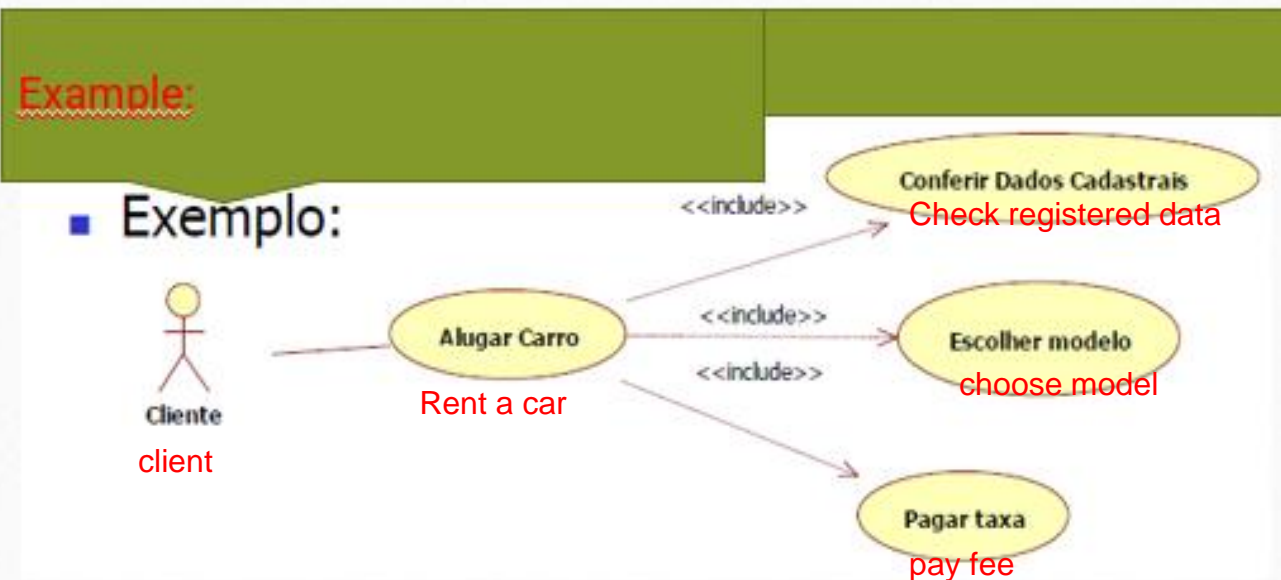 Example:
Exemplo:
<<include>>
Conferir Dados Cadastrais
Check registered data
<<include>>
Alugar Carro
Escolher modelo
<<include>>
choose model
Rent a car
Cliente
client
Pagar taxa
pay fee